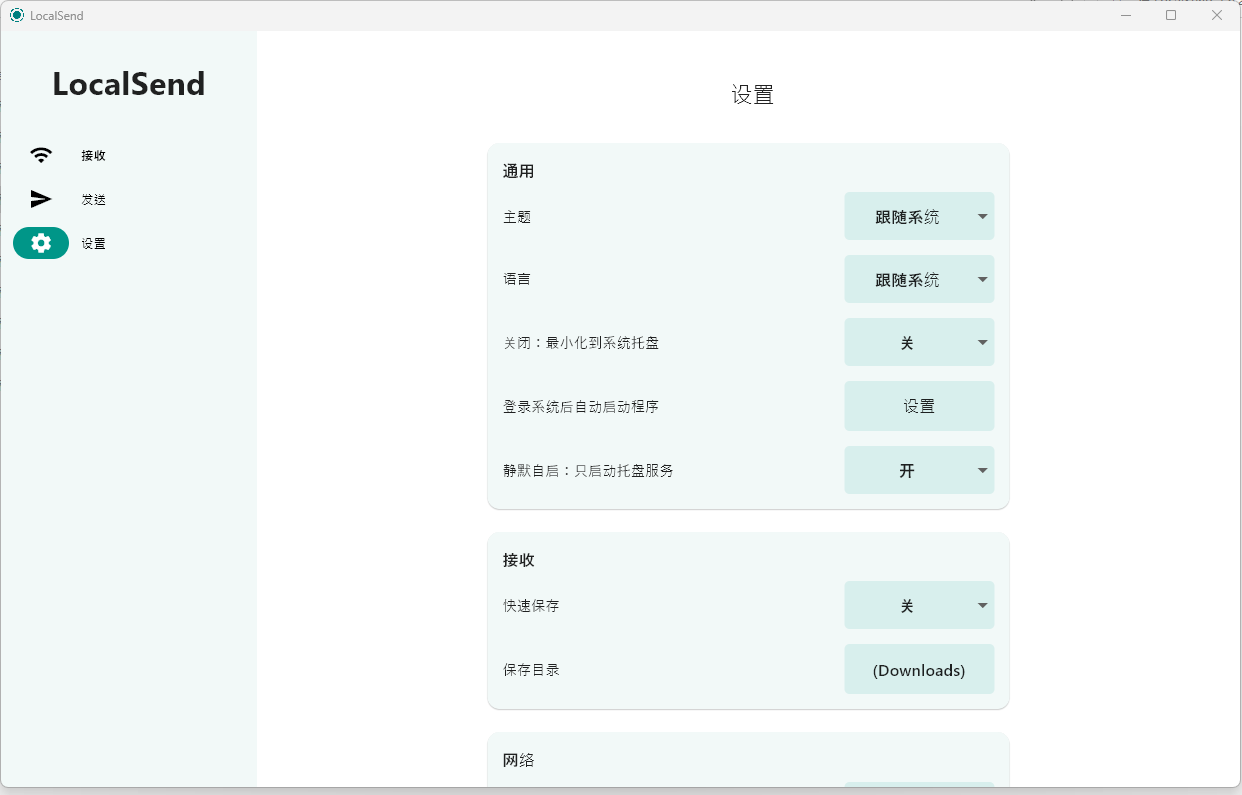 LocalSend
LocalSend
接收
发送
设置
设置
通用
主题
跟随系统
语言
跟随系统
关闭：最小化到系统托盘
关
登录系统后自动启动程序
设置
静默自启：只启动托盘服务
开
接收
快速保存
关
保存目录
(Downloads)
网络